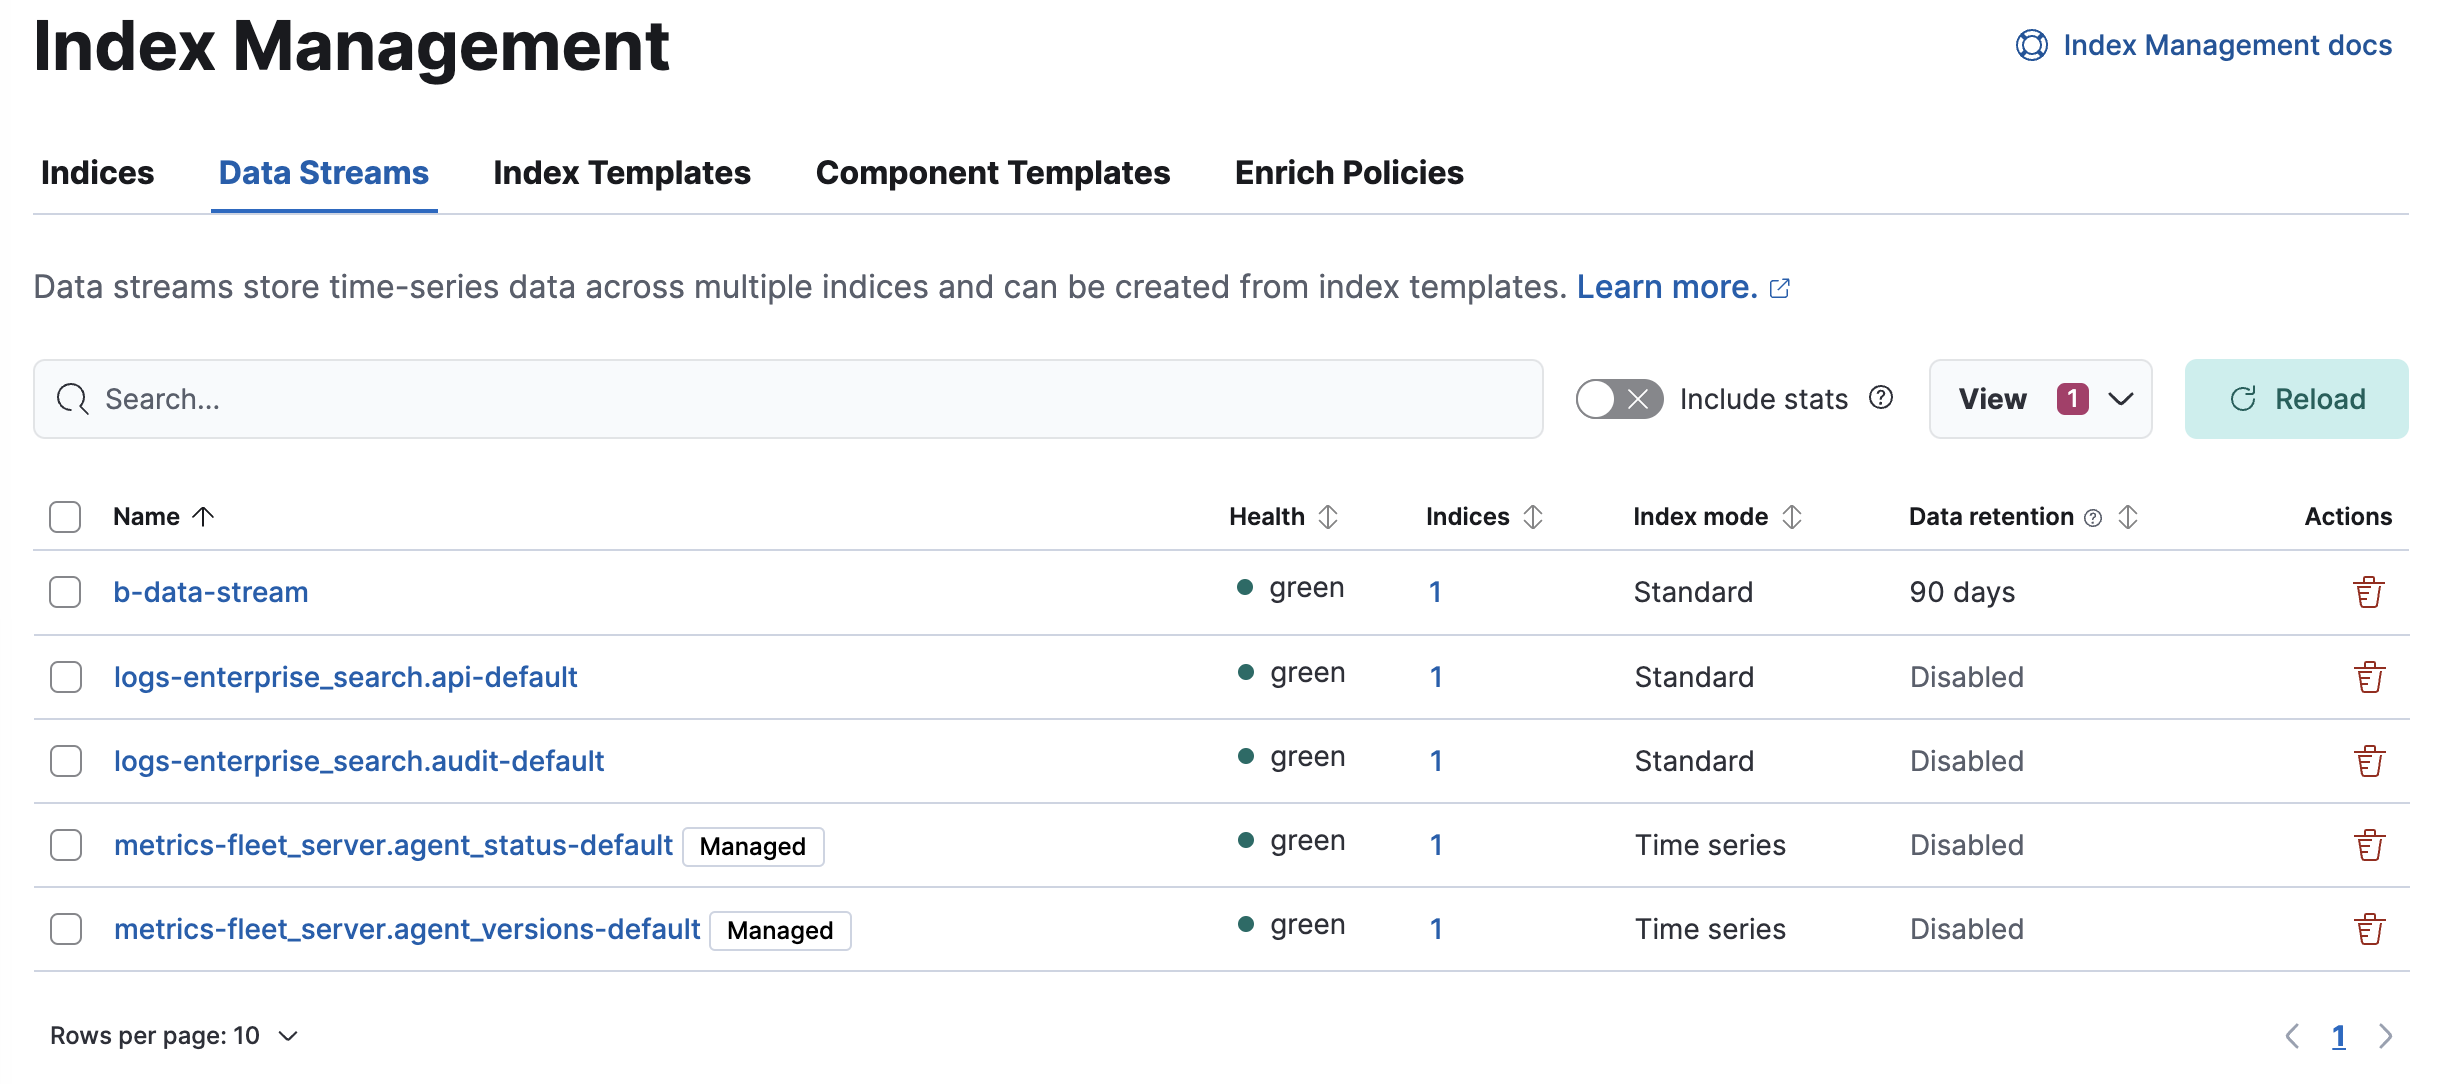 Index Management
Index Management docs
Indices Data Streams Index Templates Component Templates Enrich Policies
Data streams store time-series data across multiple indices and can be created from index templates. Learn more.
Search... Include stats View 1 Reload
Name Health Indices Index mode Data retention Actions
b-data-stream green 1 Standard 90 days
logs-enterprise_search.api-default green 1 Standard Disabled
logs-enterprise_search.audit-default green 1 Standard Disabled
metrics-fleet_server.agent_status-default Managed green 1 Time series Disabled
metrics-fleet_server.agent_versions-default Managed green 1 Time series Disabled
Rows per page: 10 1